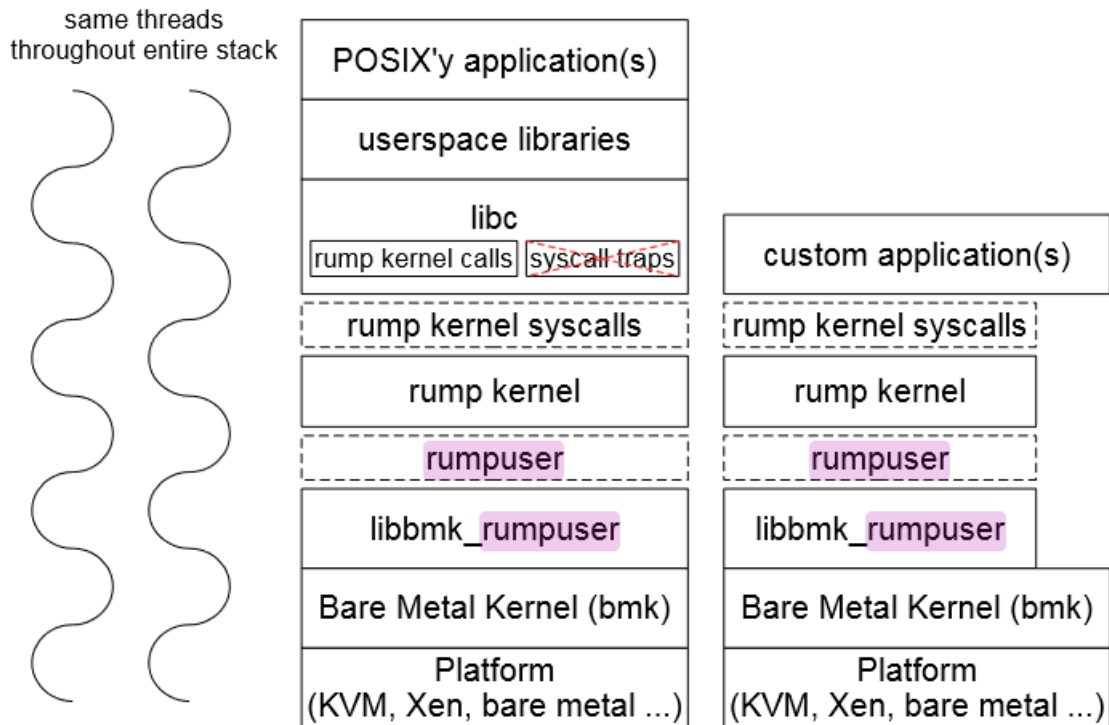 same threads
throughout entire stack
POSIX'y application(s)
userspace libraries
libc
rump kernel calls
syscall traps
rump kernel syscalls
rump kernel
rumpuser
libbmk_rumpuser
Bare Metal Kernel (bmk)
Platform
(KVM, Xen, bare metal ...)
custom application(s)
rump kernel syscalls
rump kernel
rumpuser
libbmk_rumpuser
Bare Metal Kernel (bmk)
Platform
(KVM, Xen, bare metal ...)